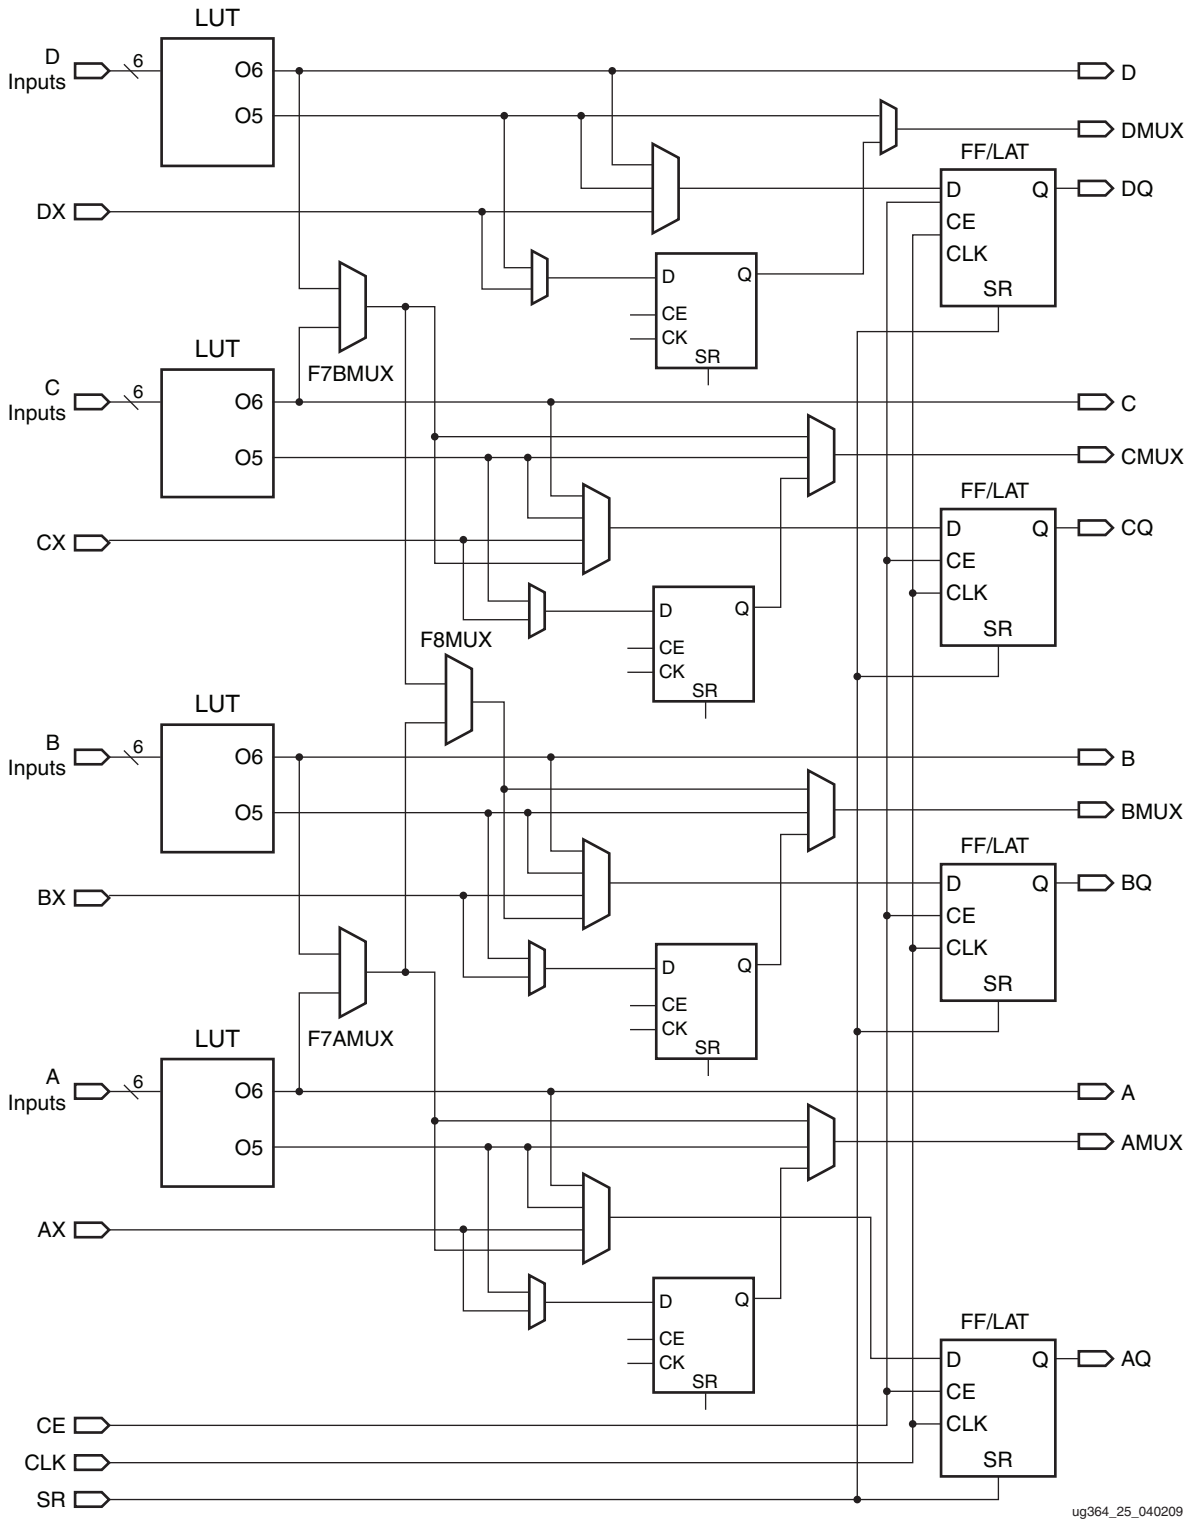 LUT
D
Inputs
6
O6
D
O5
DMUX
FF/LAT
DX
D
Q
DQ
CE
CLK
SR
D
Q
CE
CK
SR
F7BMUX
LUT
C
Inputs
6
O6
C
O5
CMUX
FF/LAT
CX
D
Q
CQ
CE
CLK
SR
D
Q
CE
CK
SR
F8MUX
LUT
B
Inputs
6
O6
B
O5
BMUX
FF/LAT
BX
D
Q
BQ
CE
CLK
SR
D
Q
CE
CK
SR
F7AMUX
LUT
A
Inputs
6
O6
A
O5
AMUX
AX
D
Q
CE
CK
SR
FF/LAT
D
Q
AQ
CE
CLK
SR
CE
CLK
SR
ug364_25_040209